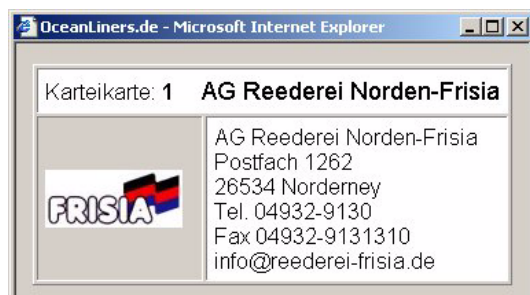 OceanLiners.de - Microsoft Internet Explorer
Karteikarte: 1 AG Reederei Norden-Frisia
FRISIA
AG Reederei Norden-Frisia
Postfach 1262
26534 Norderney
Tel. 04932-9130
Fax 04932-9131310
info@reederei-frisia.de